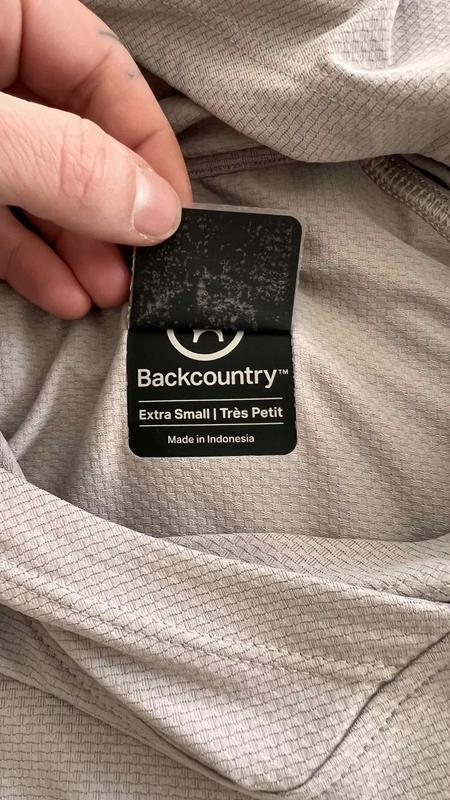 Backcountry™
Extra Small | Très Petit
Made in Indonesia